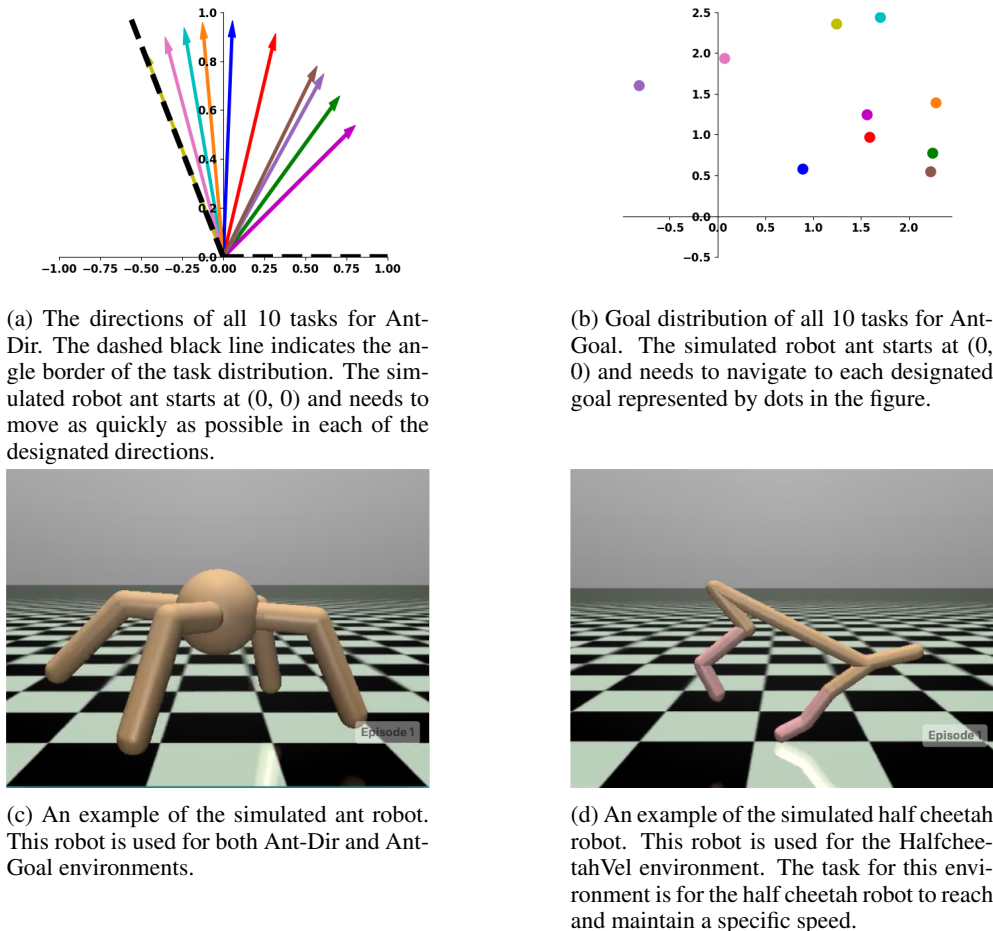 1.0
0.8
0.6
0.4
0.2
0.0
−1.00 −0.75 −0.50 −0.25 0.00 0.25 0.50 0.75 1.00
2.5
2.0
1.5
1.0
0.5
0.0
−0.5
−0.5 0.0 0.5 1.0 1.5 2.0
(a) The directions of all 10 tasks for Ant-
Dir. The dashed black line indicates the an-
gle border of the task distribution. The sim-
ulated robot ant starts at (0, 0) and needs to
move as quickly as possible in each of the
designated directions.
(b) Goal distribution of all 10 tasks for Ant-
Goal. The simulated robot ant starts at (0,
0) and needs to navigate to each designated
goal represented by dots in the figure.
Episode 1
Episode 1
(c) An example of the simulated ant robot.
This robot is used for both Ant-Dir and Ant-
Goal environments.
(d) An example of the simulated half cheetah
robot. This robot is used for the Halfchee-
tahVel environment. The task for this envi-
ronment is for the half cheetah robot to reach
and maintain a specific speed.